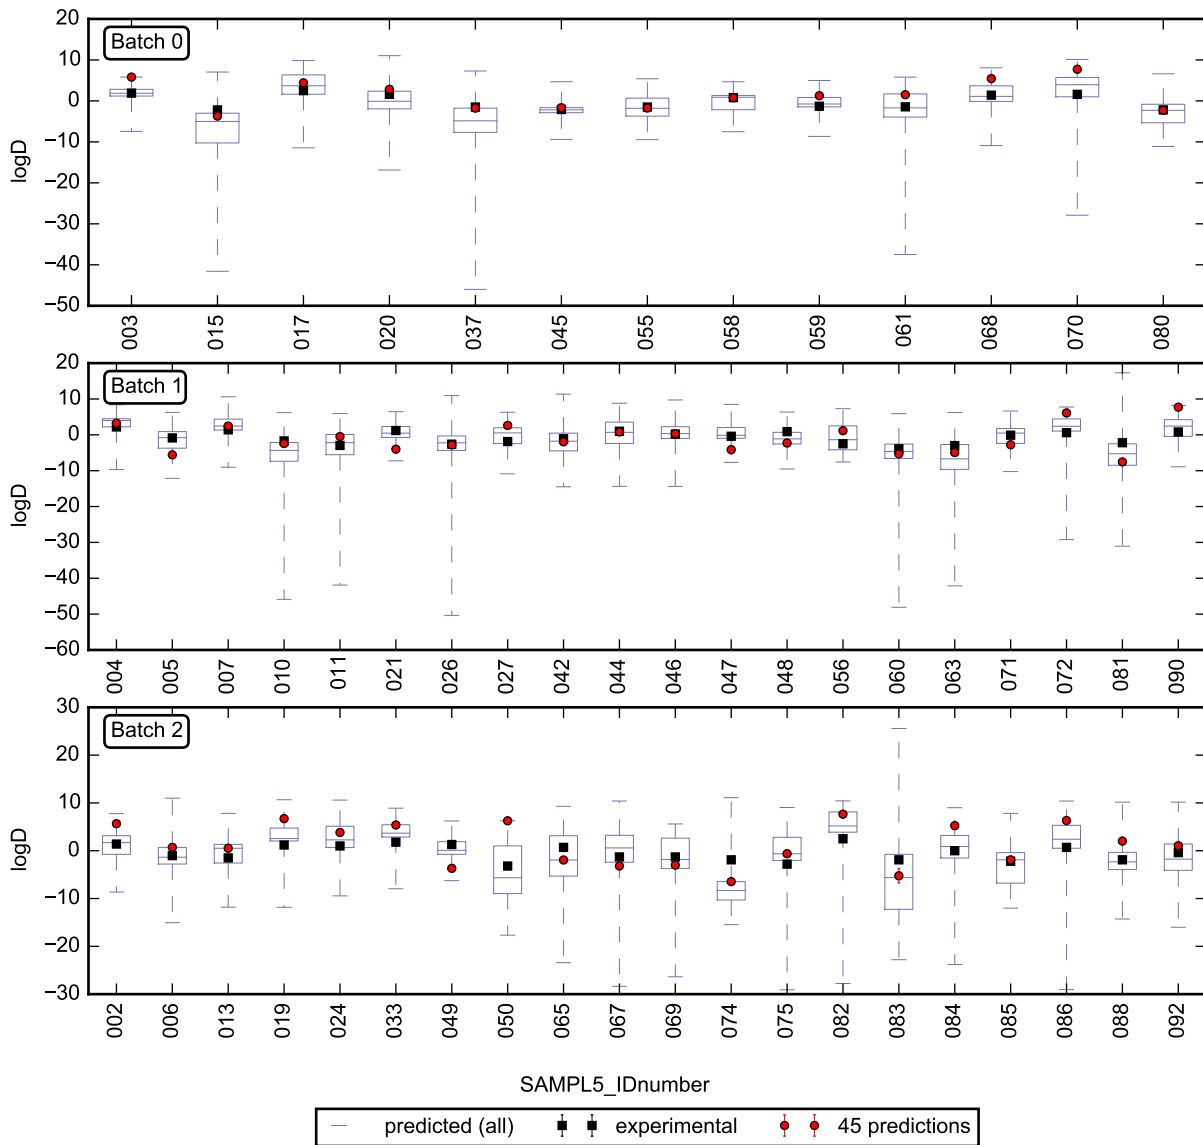 Batch 0
20
10
0
−10
−20
−30
−40
−50
logD
003 015 017 020 037 045 055 058 059 061 068 070 080
Batch 1
20
10
0
−10
−20
−30
−40
−50
−60
logD
004 005 007 010 011 021 026 027 042 044 046 047 048 056 060 063 071 072 081 090
Batch 2
30
20
10
0
−10
−20
−30
logD
002 006 013 019 024 033 049 050 065 067 069 074 075 082 083 084 085 086 088 092
SAMPL5_IDnumber
predicted (all) experimental 45 predictions